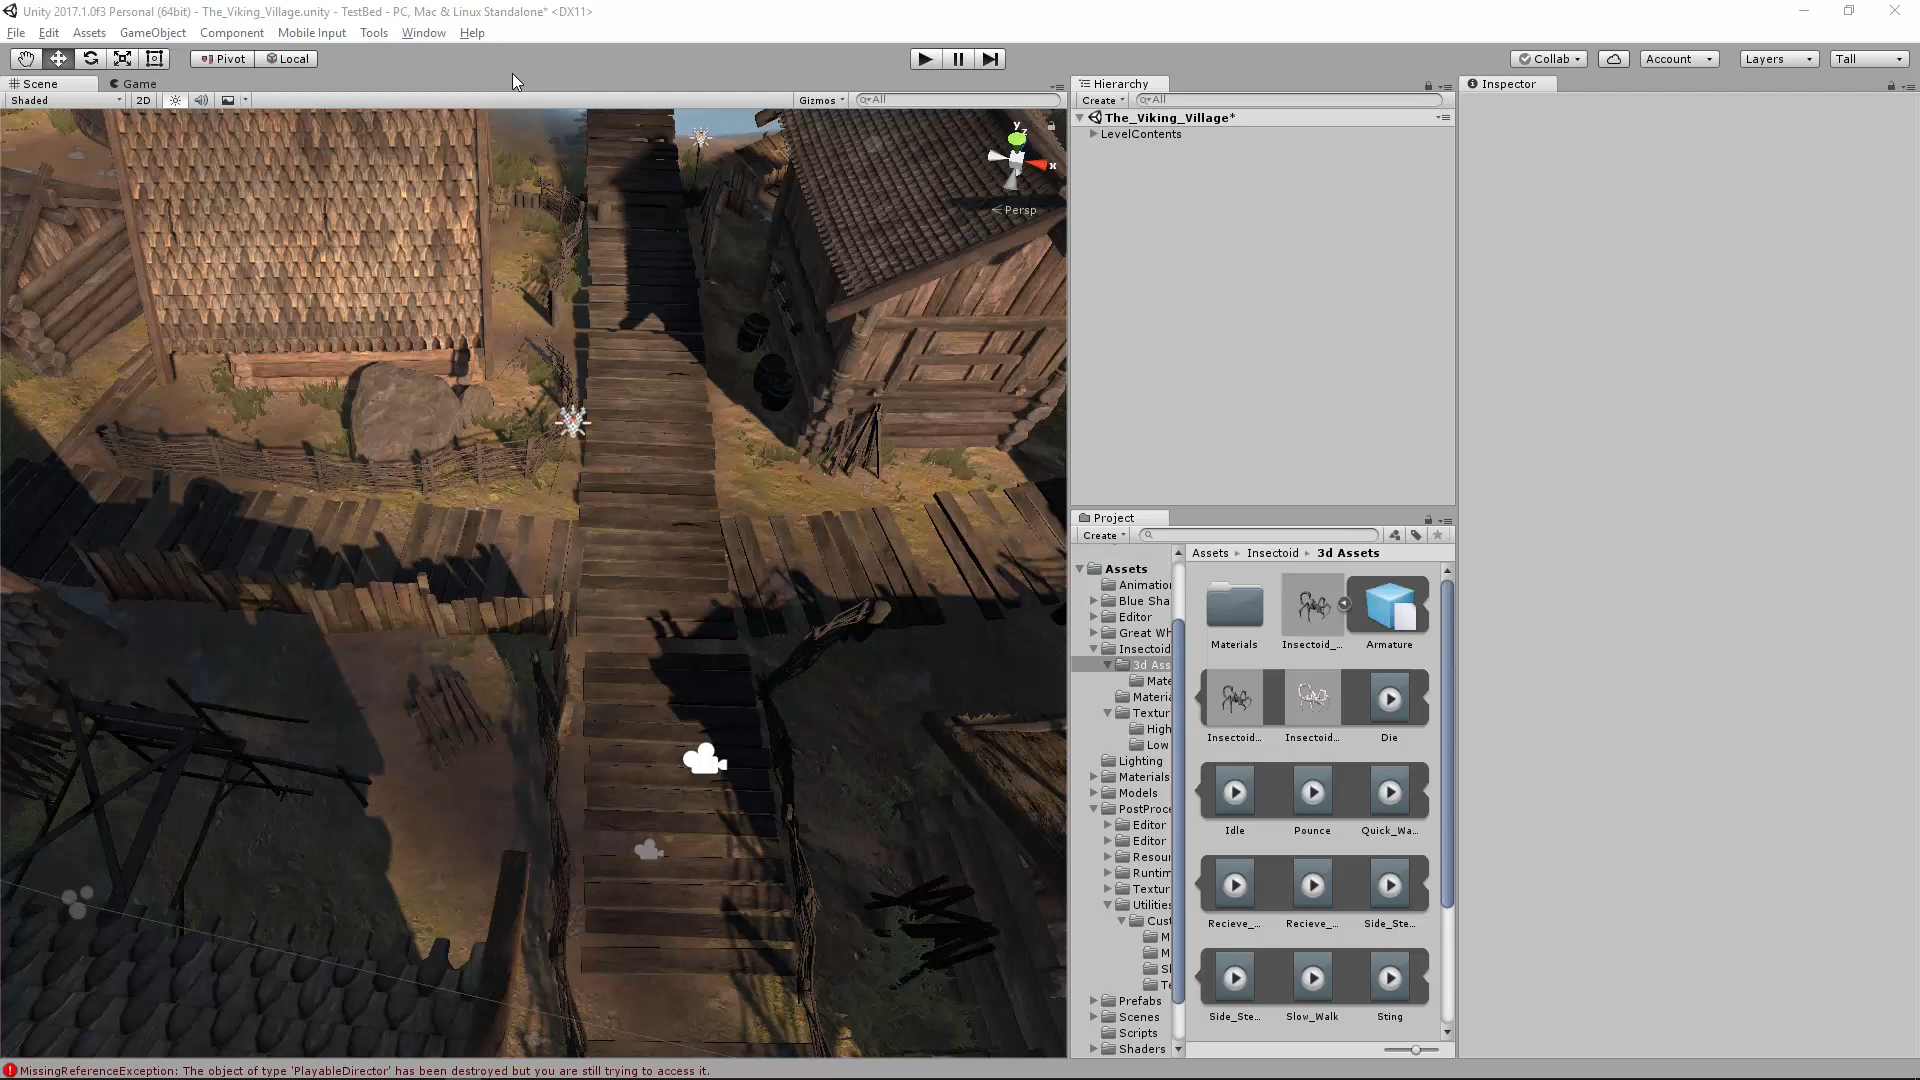 Unity 2017.1.0f3 Personal (64bit) - The_Viking_Village.unity - TestBed - PC, Mac & Linux Standalone* <DX11>
File Edit Assets GameObject Component Mobile Input Tools Window Help
Pivot Local Collab Account Layers Tall
Scene Game Hierarchy Inspector
Shaded 2D Gizmos All Create All
The_Viking_Village*
LevelContents
y
z
x
Persp
Project
Create
Assets Insectoid 3d Assets
Assets
Animation
Blue Sha
Editor
Great Wh
Insectoid
3d Ass
Mate
Materia
Textur
High
Low
Lighting
Materials
Models
PostProce
Editor
Editor
Resour
Runtim
Textur
Utilities
Cust
M
M
Sl
Te
Prefabs
Scenes
Scripts
Shaders
Materials Insectoid_... Armature
Insectoid... Insectoid... Die
Idle Pounce Quick_Wa...
Recieve_... Recieve_... Side_Ste...
Side_Ste... Slow_Walk Sting
MissingReferenceException: The object of type 'PlayableDirector' has been destroyed but you are still trying to access it.